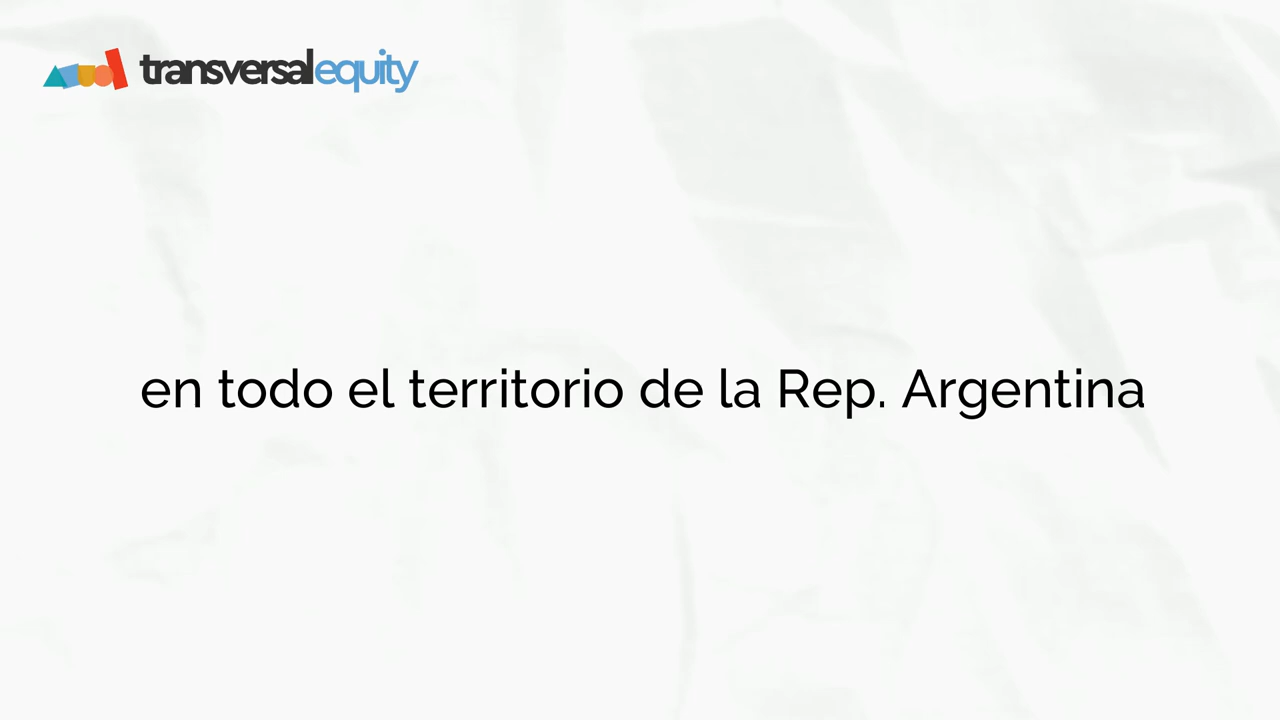 transversalequity
en todo el territorio de la Rep. Argentina